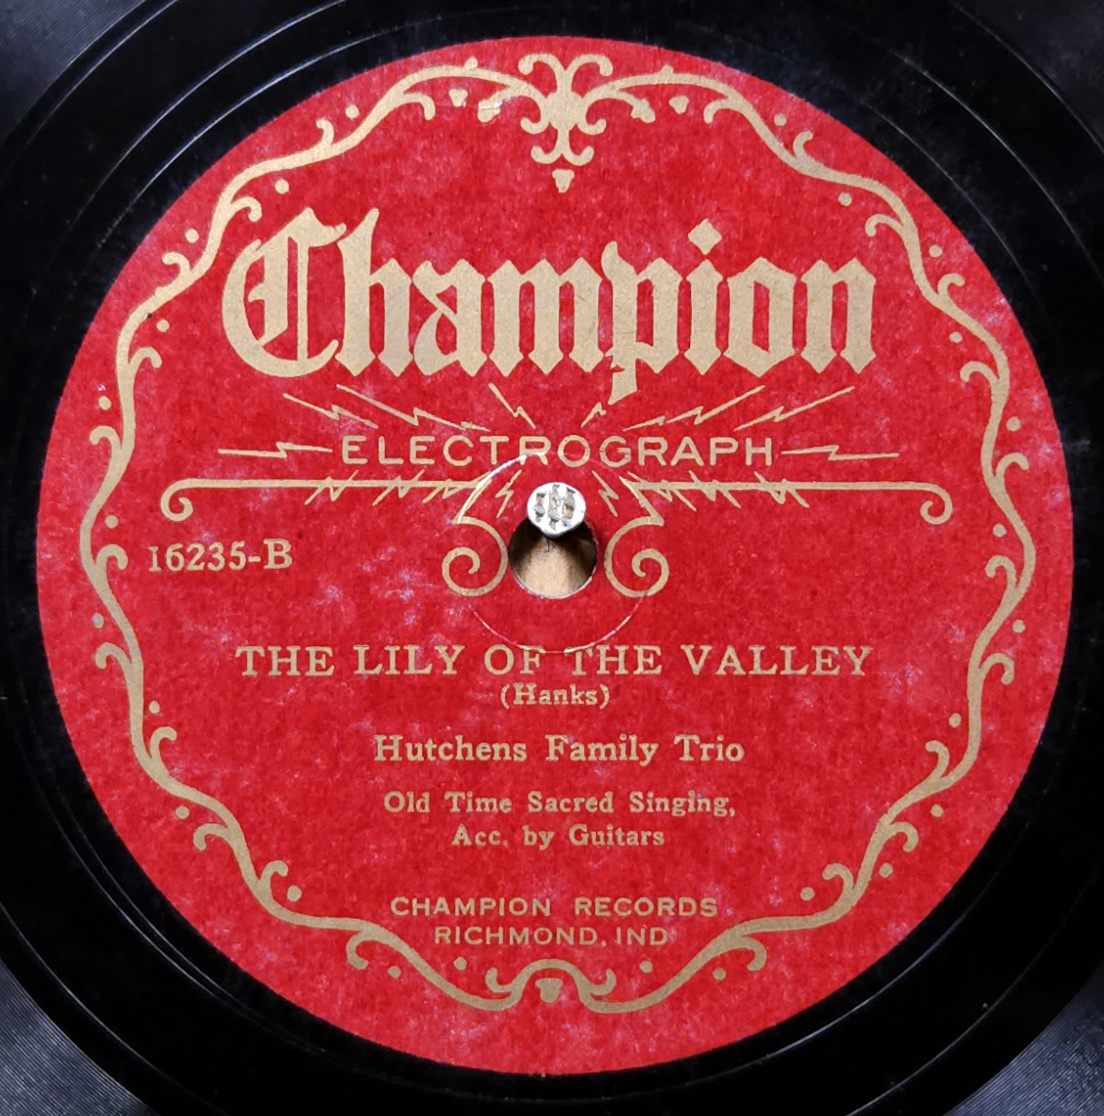 Champion
ELECTROGRAPH
16235-B
THE LILY OF THE VALLEY
(Hanks)
Hutchens Family Trio
Old Time Sacred Singing,
Acc. by Guitars
CHAMPION RECORDS
RICHMOND, IND